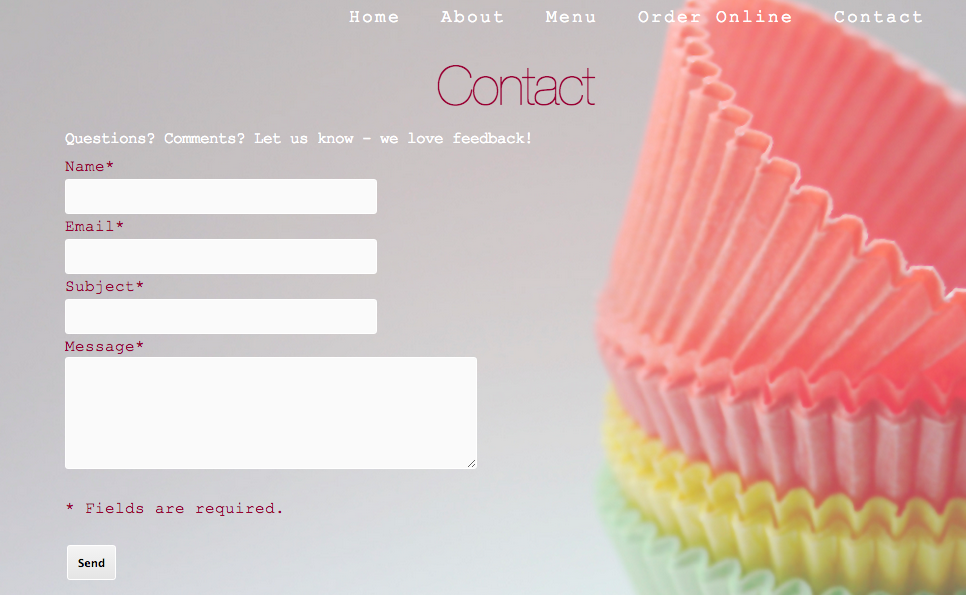 Home About Menu Order Online Contact
Contact
Questions? Comments? Let us know - we love feedback!
Name*
Email*
Subject*
Message*
* Fields are required.
Send